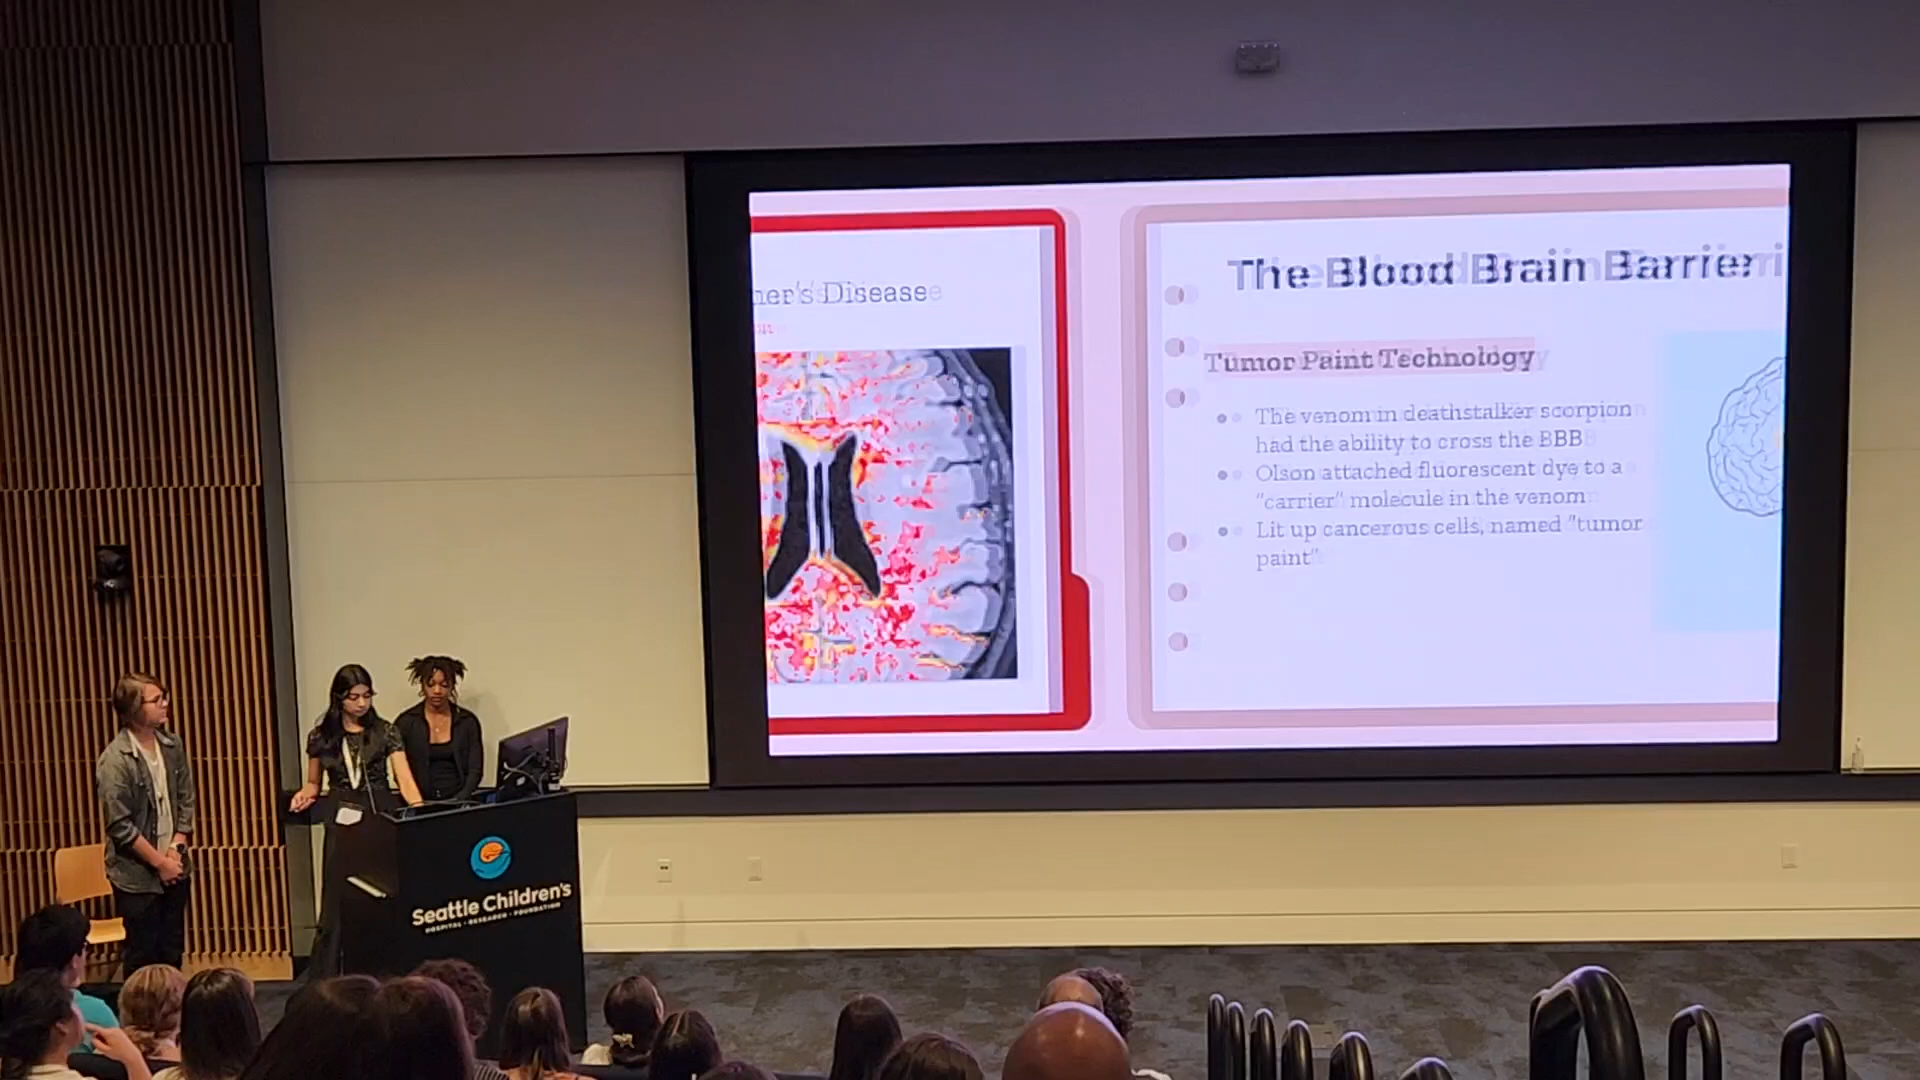 her's Disease
The Blood Brain Barrier
Tumor Paint Technology
The venom in deathstalker scorpion
had the ability to cross the BBB
Olson attached fluorescent dye to a
"carrier" molecule in the venom
Lit up cancerous cells, named "tumor
paint"
Seattle Children's
HOSPITAL • RESEARCH • FOUNDATION